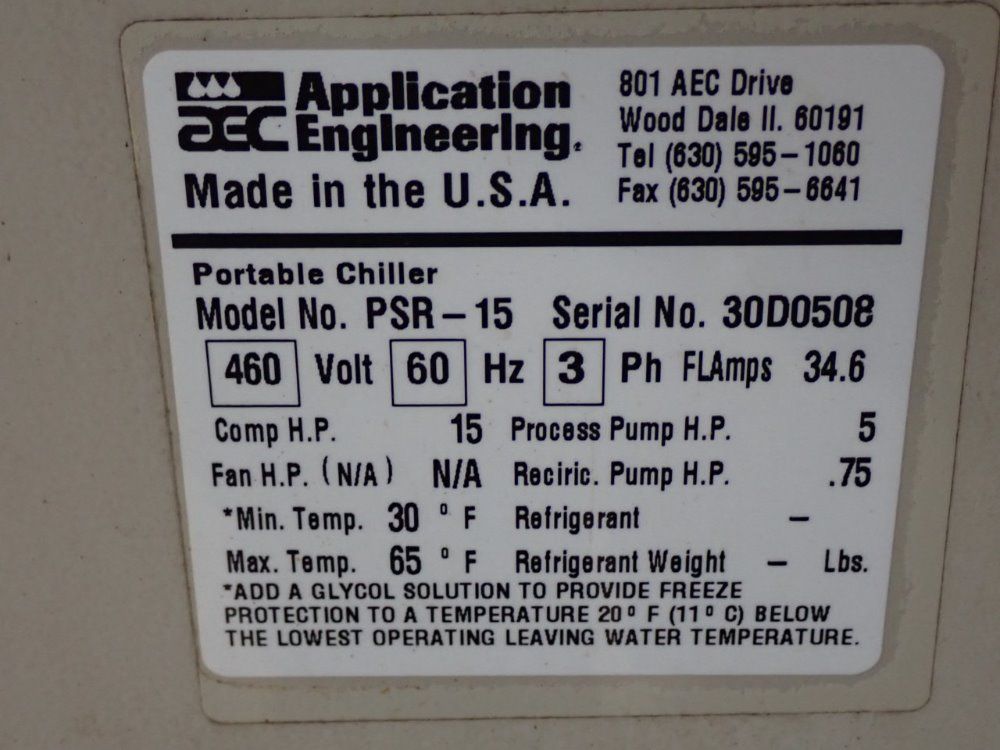 AEC Application
Engineering.
Made in the U.S.A.
801 AEC Drive
Wood Dale Il. 60191
Tel (630) 595-1060
Fax (630) 595-6641
Portable Chiller
Model No. PSR-15 Serial No. 30D0508
460 Volt 60 Hz 3 Ph FLAmps 34.6
Comp H.P. 15 Process Pump H.P. 5
Fan H.P. (N/A) N/A Reciric. Pump H.P. .75
*Min. Temp. 30 ° F Refrigerant -
Max. Temp. 65 ° F Refrigerant Weight - Lbs.
*ADD A GLYCOL SOLUTION TO PROVIDE FREEZE
PROTECTION TO A TEMPERATURE 20° F (11° C) BELOW
THE LOWEST OPERATING LEAVING WATER TEMPERATURE.